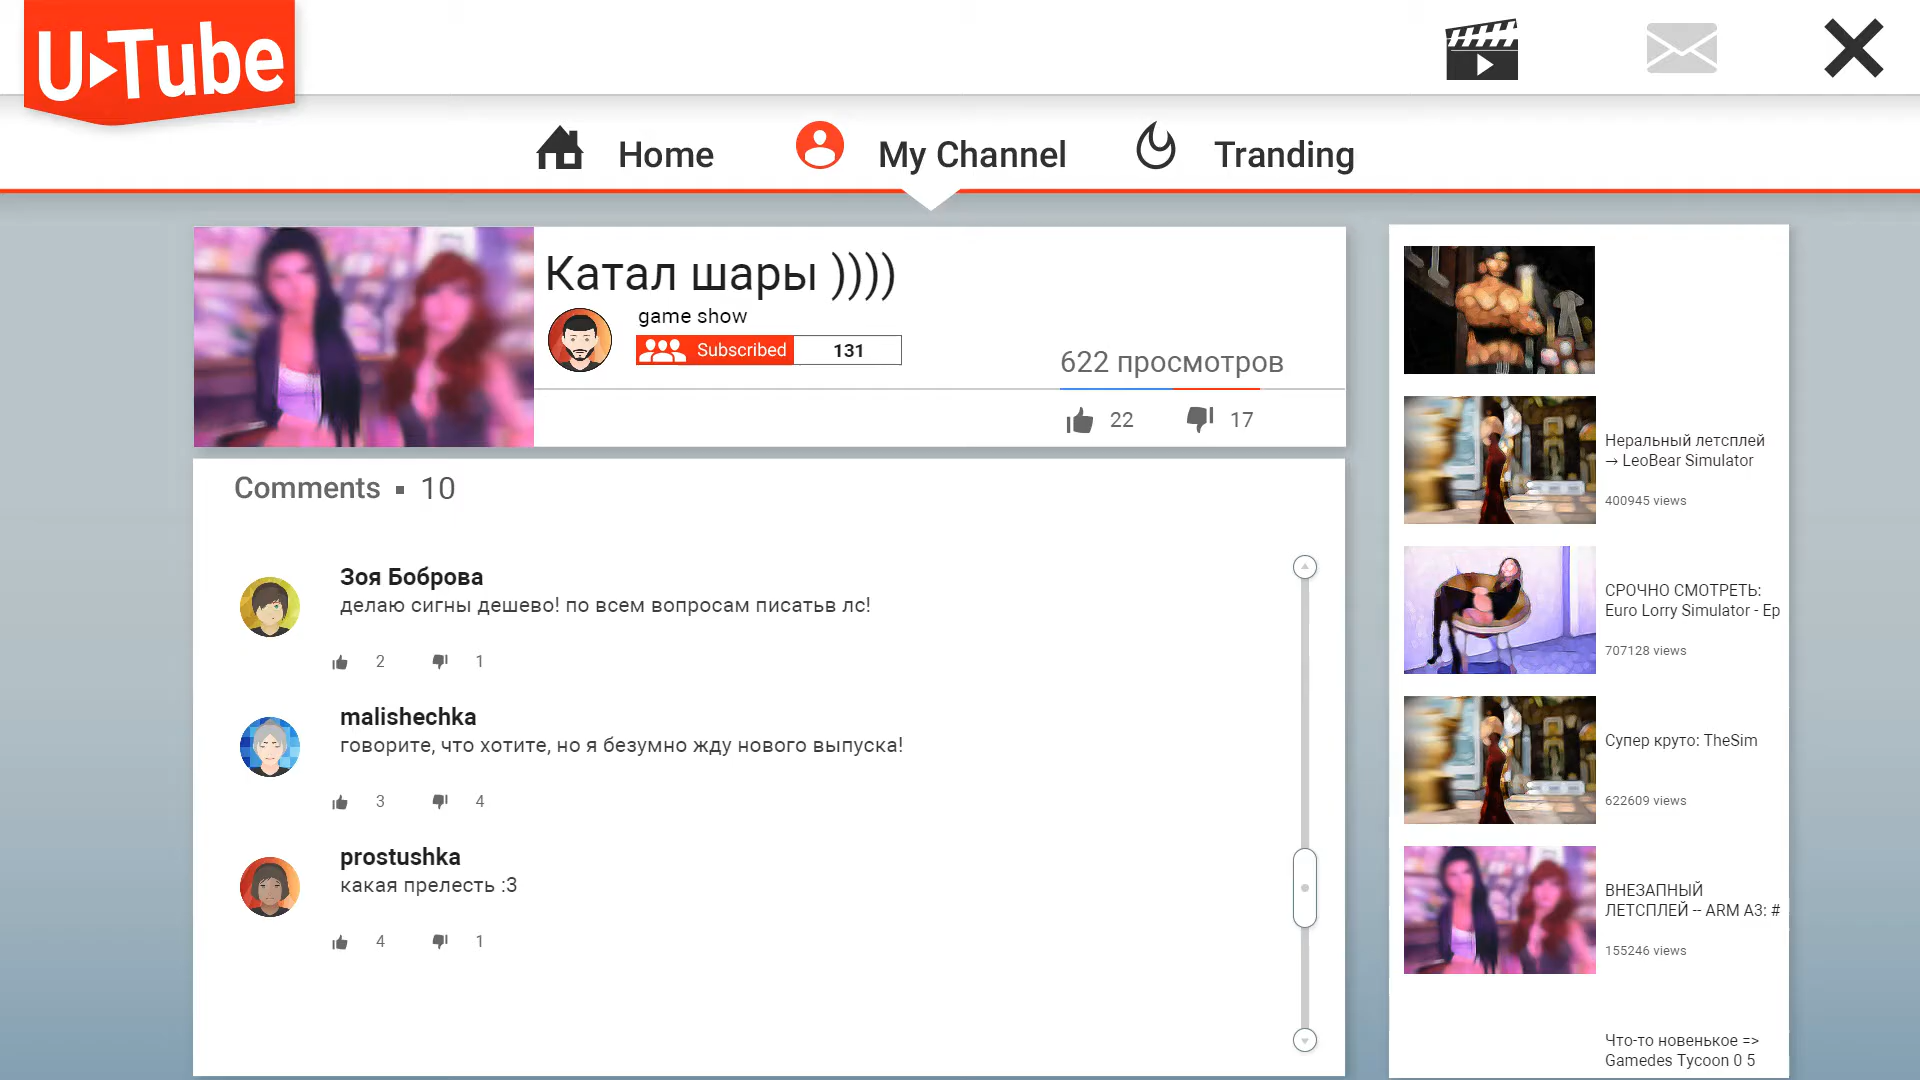 U Tube
Home
My Channel
Tranding
Катал шары ))))
game show
Subscribed 131
622 просмотров
22 17
Comments ▪ 10
Зоя Боброва
делаю сигны дешево! по всем вопросам писатьв лс!
2 1
malishechka
говорите, что хотите, но я безумно жду нового выпуска!
3 4
prostushka
какая прелесть :3
4 1
Неральный летсплей
→ LeoBear Simulator
400945 views
СРОЧНО СМОТРЕТЬ:
Euro Lorry Simulator - Ep
707128 views
Супер круто: TheSim
622609 views
ВНЕЗАПНЫЙ
ЛЕТСПЛЕЙ -- ARM A3: #
155246 views
Что-то новенькое =>
Gamedes Tycoon 0 5